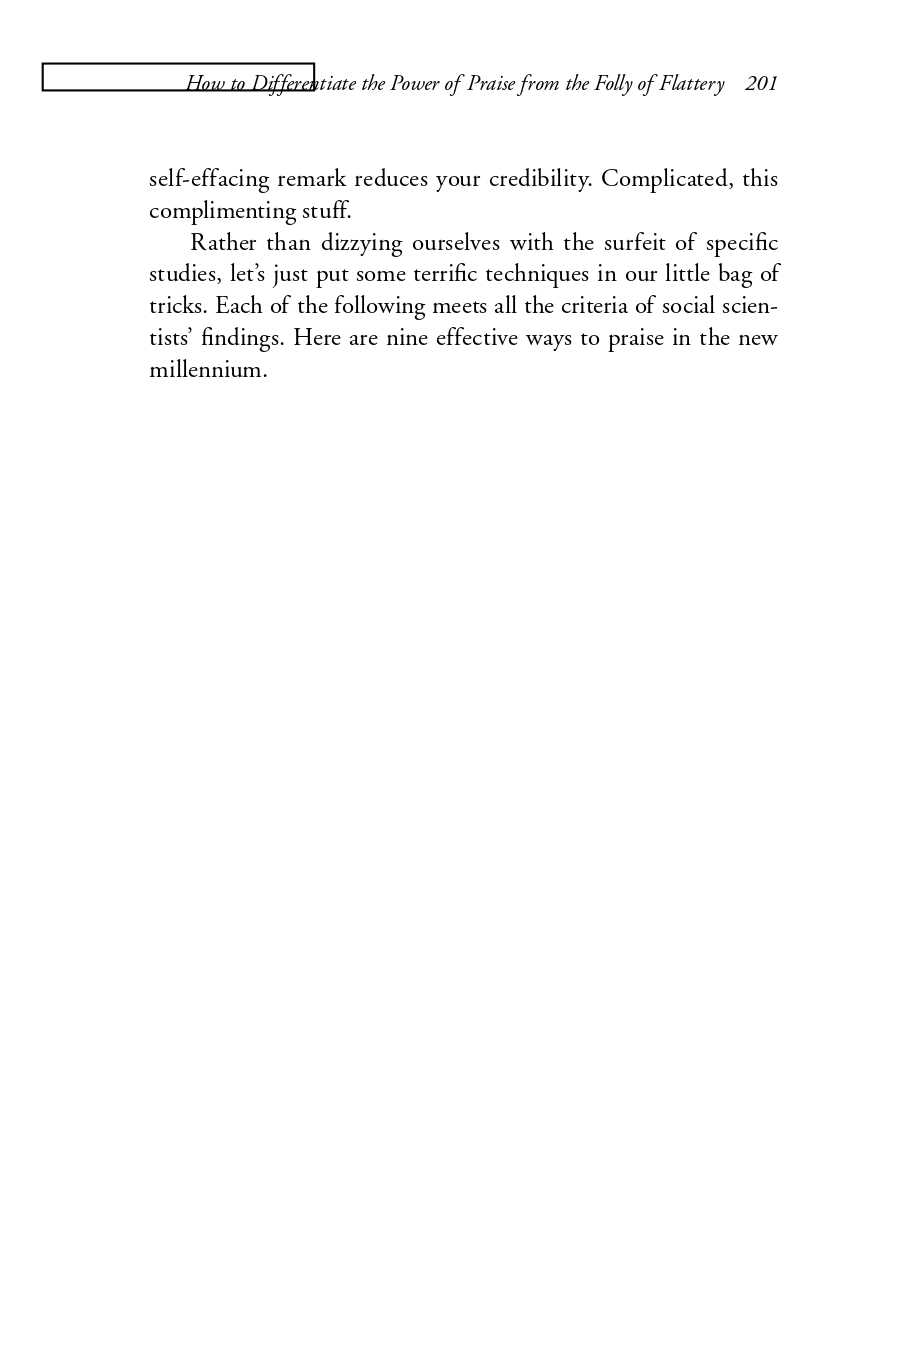 How to Differentiate the Power of Praise from the Folly of Flattery 201
self-effacing remark reduces your credibility. Complicated, this
complimenting stuff.
Rather than dizzying ourselves with the surfeit of specific
studies, let’s just put some terrific techniques in our little bag of
tricks. Each of the following meets all the criteria of social scien-
tists’ findings. Here are nine effective ways to praise in the new
millennium.